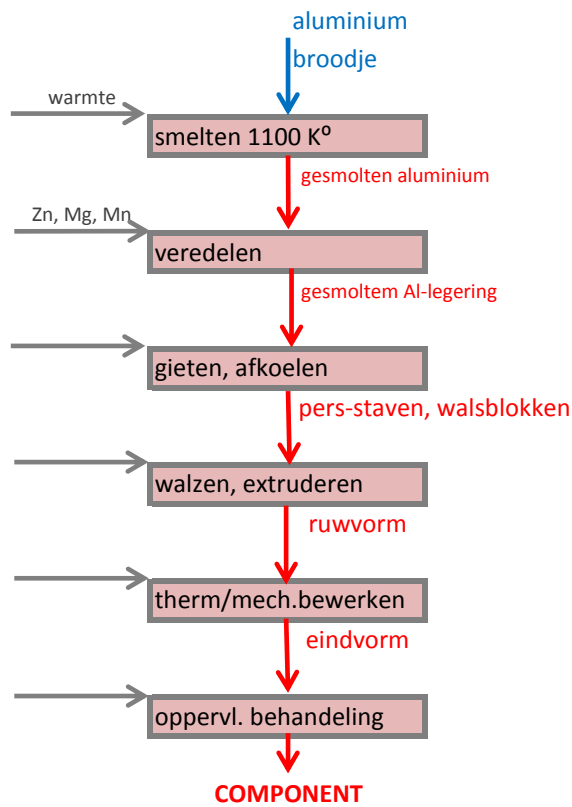 aluminium
broodje
warmte
smelten 1100 Kº
gesmolten aluminium
Zn, Mg, Mn
veredelen
gesmoltem Al-legering
gieten, afkoelen
pers-staven, walsblokken
walzen, extruderen
ruwvorm
therm/mech.bewerken
eindvorm
oppervl. behandeling
COMPONENT